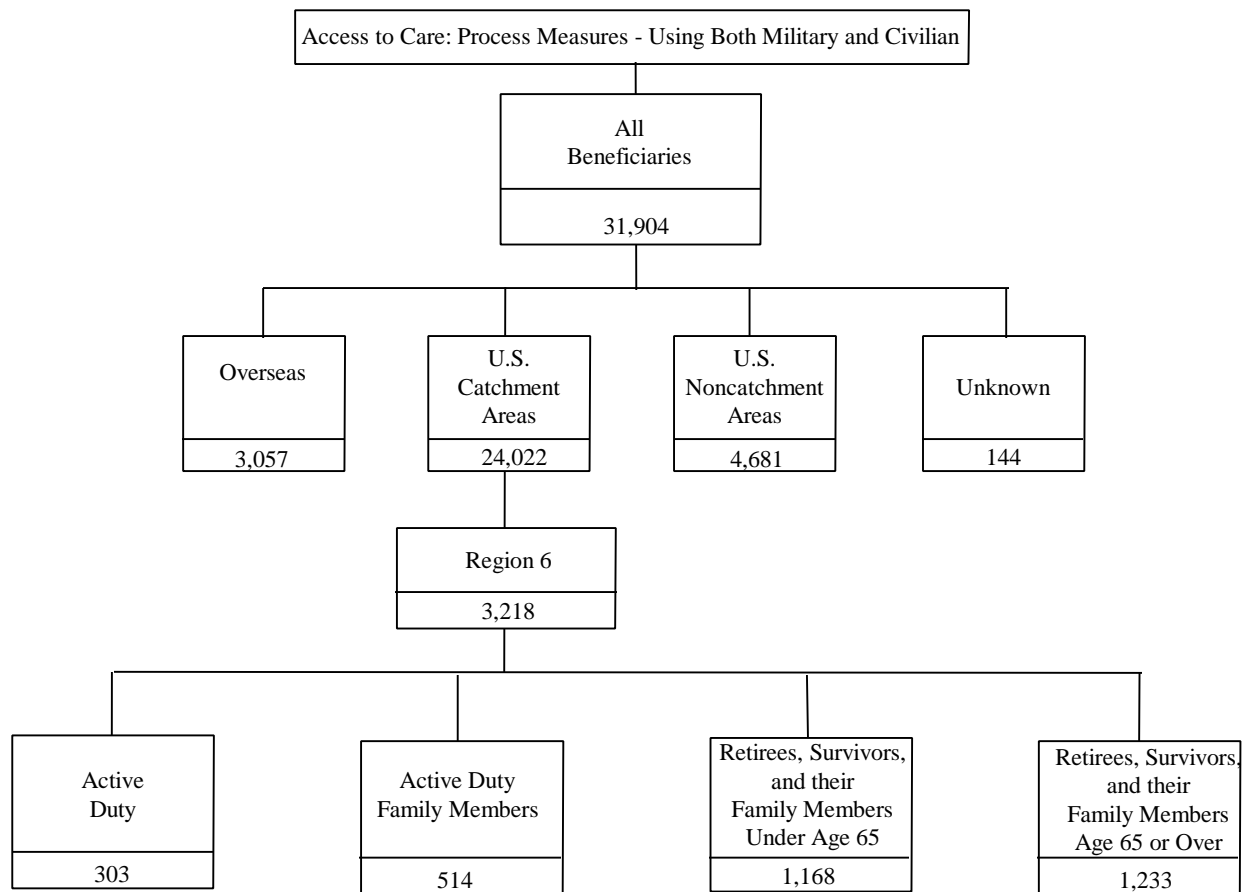 Access to Care: Process Measures - Using Both Military and Civilian
All
Beneficiaries
31,904
Overseas
3,057
U.S.
Catchment
Areas
24,022
U.S.
Noncatchment
Areas
4,681
Unknown
144
Region 6
3,218
Active
Duty
303
Active Duty
Family Members
514
Retirees, Survivors,
and their
Family Members
Under Age 65
1,168
Retirees, Survivors,
and their
Family Members
Age 65 or Over
1,233